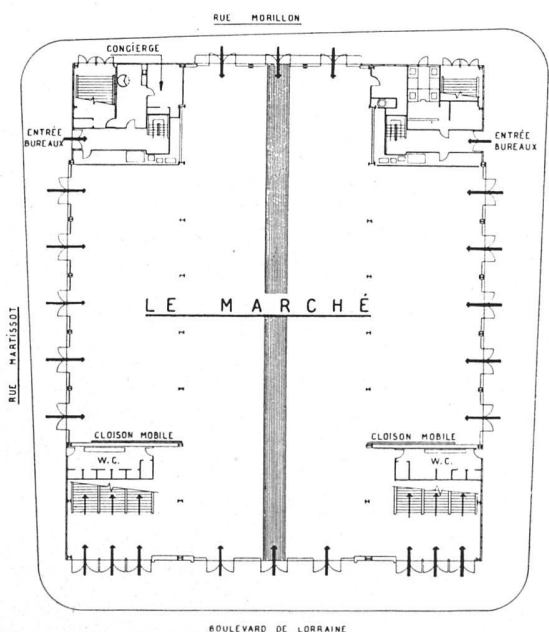 RUE MORILLON
CONCIERGE
ENTRÉE
BUREAUX
ENTRÉE
BUREAUX
LE MARCHÉ
RUE MARTISSOT
CLOISON MOBILE
CLOISON MOBILE
W.C.
W.C.
BOULEVARD DE LORRAINE